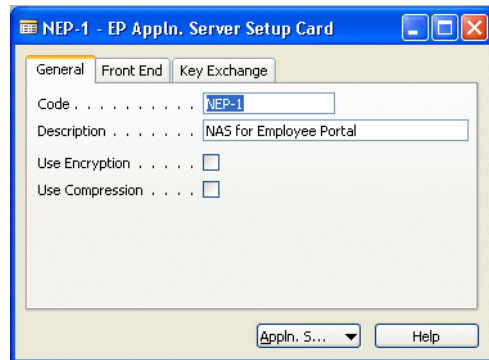 NEP-1 - EP Appln. Server Setup Card
General Front End Key Exchange
Code . . . . . . . . . . NEP-1
Description . . . . . . . NAS for Employee Portal
Use Encryption . . . . .
Use Compression . . . .
Appln. S... Help